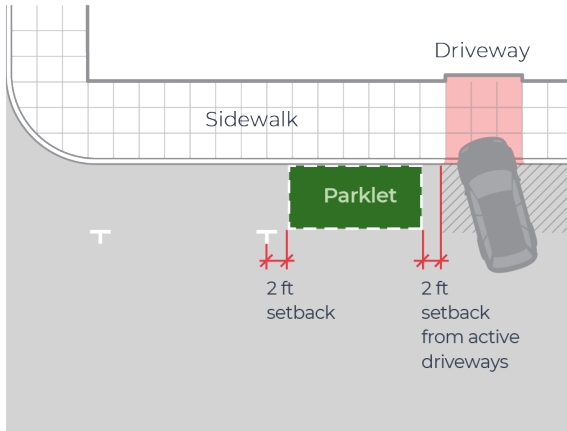 Driveway
Sidewalk
Parklet
2 ft
setback
2 ft
setback
from active
driveways